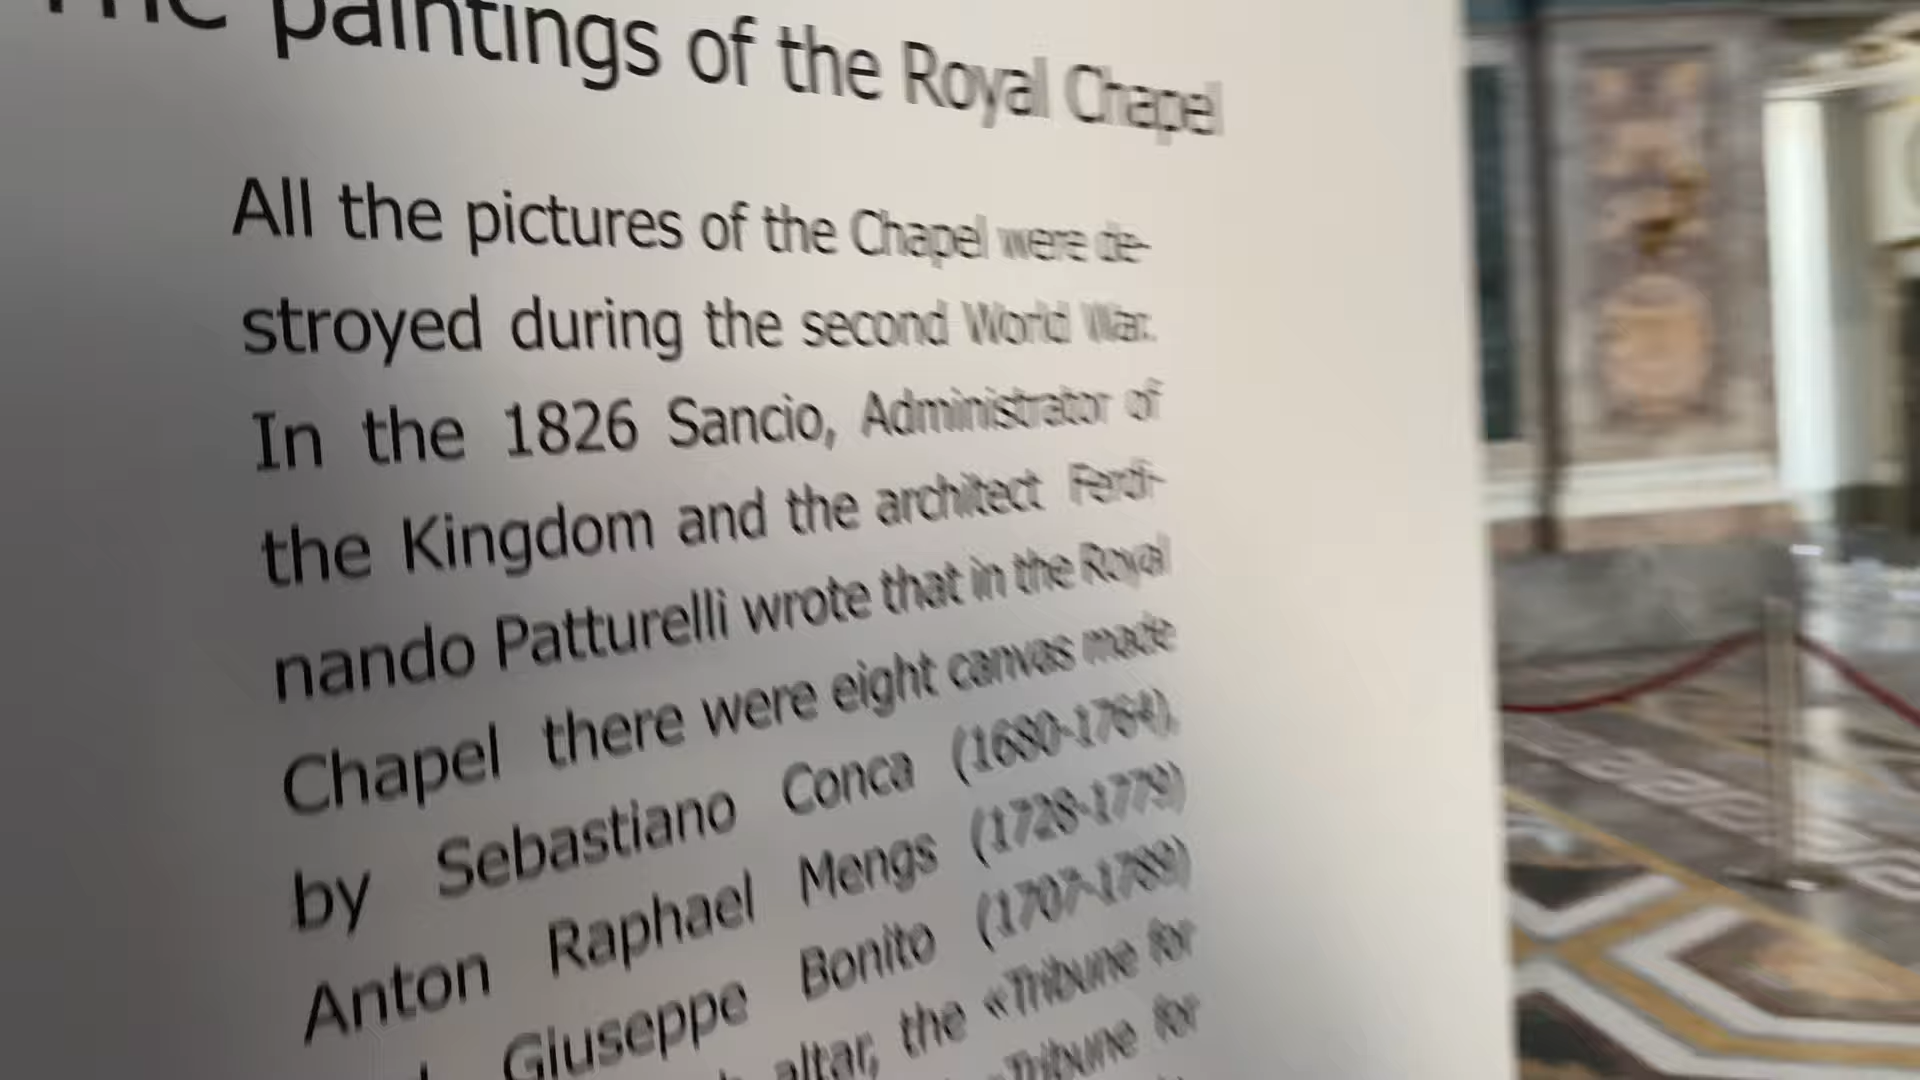 The paintings of the Royal Chapel
All the pictures of the Chapel were de-
stroyed during the second World War.
In the 1826 Sancio, Administrator of
the Kingdom and the architect Ferdi-
nando Patturelli wrote that in the Royal
Chapel there were eight canvas made
by Sebastiano Conca (1680-1764),
Anton Raphael Mengs (1728-1779)
Giuseppe Bonito (1707-1789)
altar, the «Tribune for
Tribune for